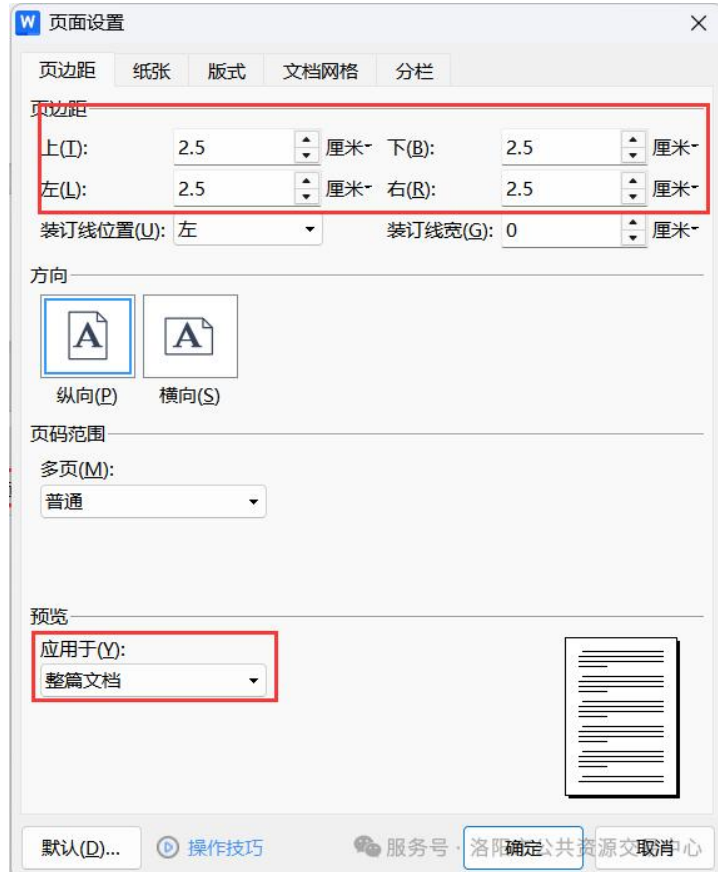 W 页面设置
页边距 纸张 版式 文档网格 分栏
页边距
上(T): 2.5 厘米 下(B): 2.5 厘米
左(L): 2.5 厘米 右(R): 2.5 厘米
装订线位置(U): 左 装订线宽(G): 0 厘米
方向
A A
纵向(P) 横向(S)
页码范围
多页(M):
普通
预览
应用于(Y):
整篇文档
默认(D)... 操作技巧 确定 取消
服务号 · 洛阳市公共资源交易中心